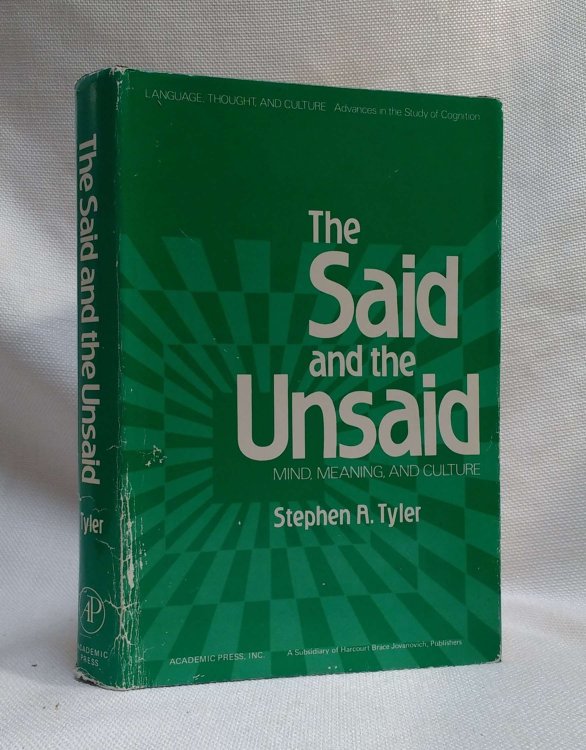 LANGUAGE, THOUGHT, AND CULTURE Advances in the Study of Cognition
The
Said
and the
Unsaid
MIND, MEANING, AND CULTURE
Stephen A. Tyler
ACADEMIC PRESS, INC. A Subsidiary of Harcourt Brace Jovanovich, Publishers
The Said and the Unsaid
Tyler
AP
ACADEMIC
PRESS